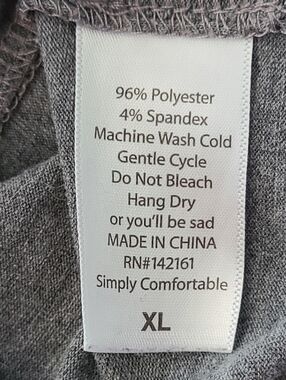 96% Polyester
4% Spandex
Machine Wash Cold
Gentle Cycle
Do Not Bleach
Hang Dry
or you'll be sad
MADE IN CHINA
RN#142161
Simply Comfortable
XL